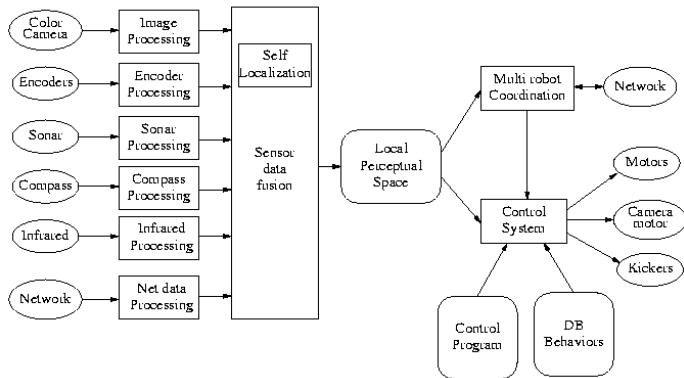 Color
Camera
Image
Processing
Encoders
Encoder
Processing
Sonar
Sonar
Processing
Compass
Compass
Processing
Infrared
Infrared
Processing
Network
Net data
Processing
Self
Localization
Sensor
data
fusion
Local
Perceptual
Space
Multi robot
Coordination
Network
Control
System
Motors
Camera
motor
Kickers
Control
Program
DB
Behaviors